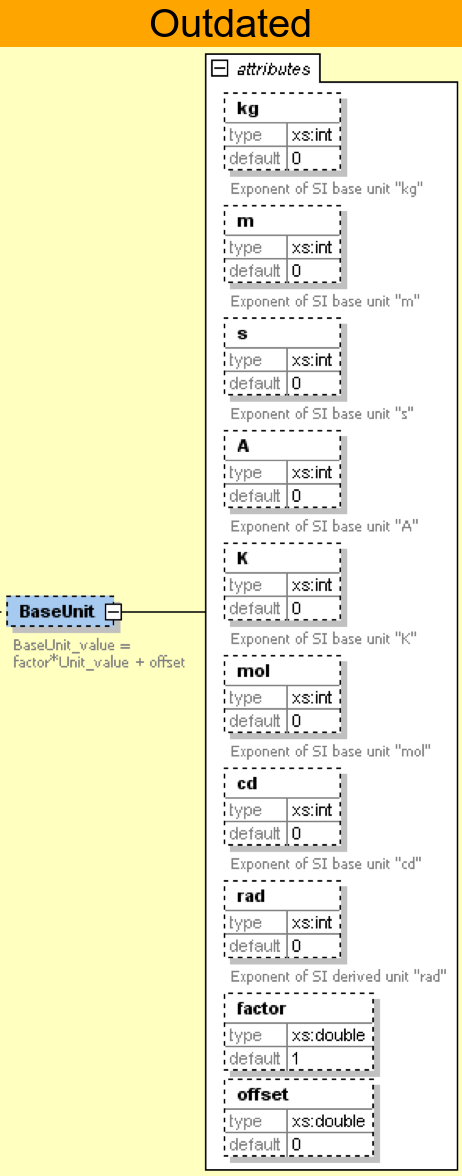 Outdated
attributes
kg
type xs:int
default 0
Exponent of SI base unit "kg"
m
type xs:int
default 0
Exponent of SI base unit "m"
s
type xs:int
default 0
Exponent of SI base unit "s"
A
type xs:int
default 0
Exponent of SI base unit "A"
K
type xs:int
default 0
Exponent of SI base unit "K"
BaseUnit
BaseUnit_value =
factor*Unit_value + offset
mol
type xs:int
default 0
Exponent of SI base unit "mol"
cd
type xs:int
default 0
Exponent of SI base unit "cd"
rad
type xs:int
default 0
Exponent of SI derived unit "rad"
factor
type xs:double
default 1
offset
type xs:double
default 0